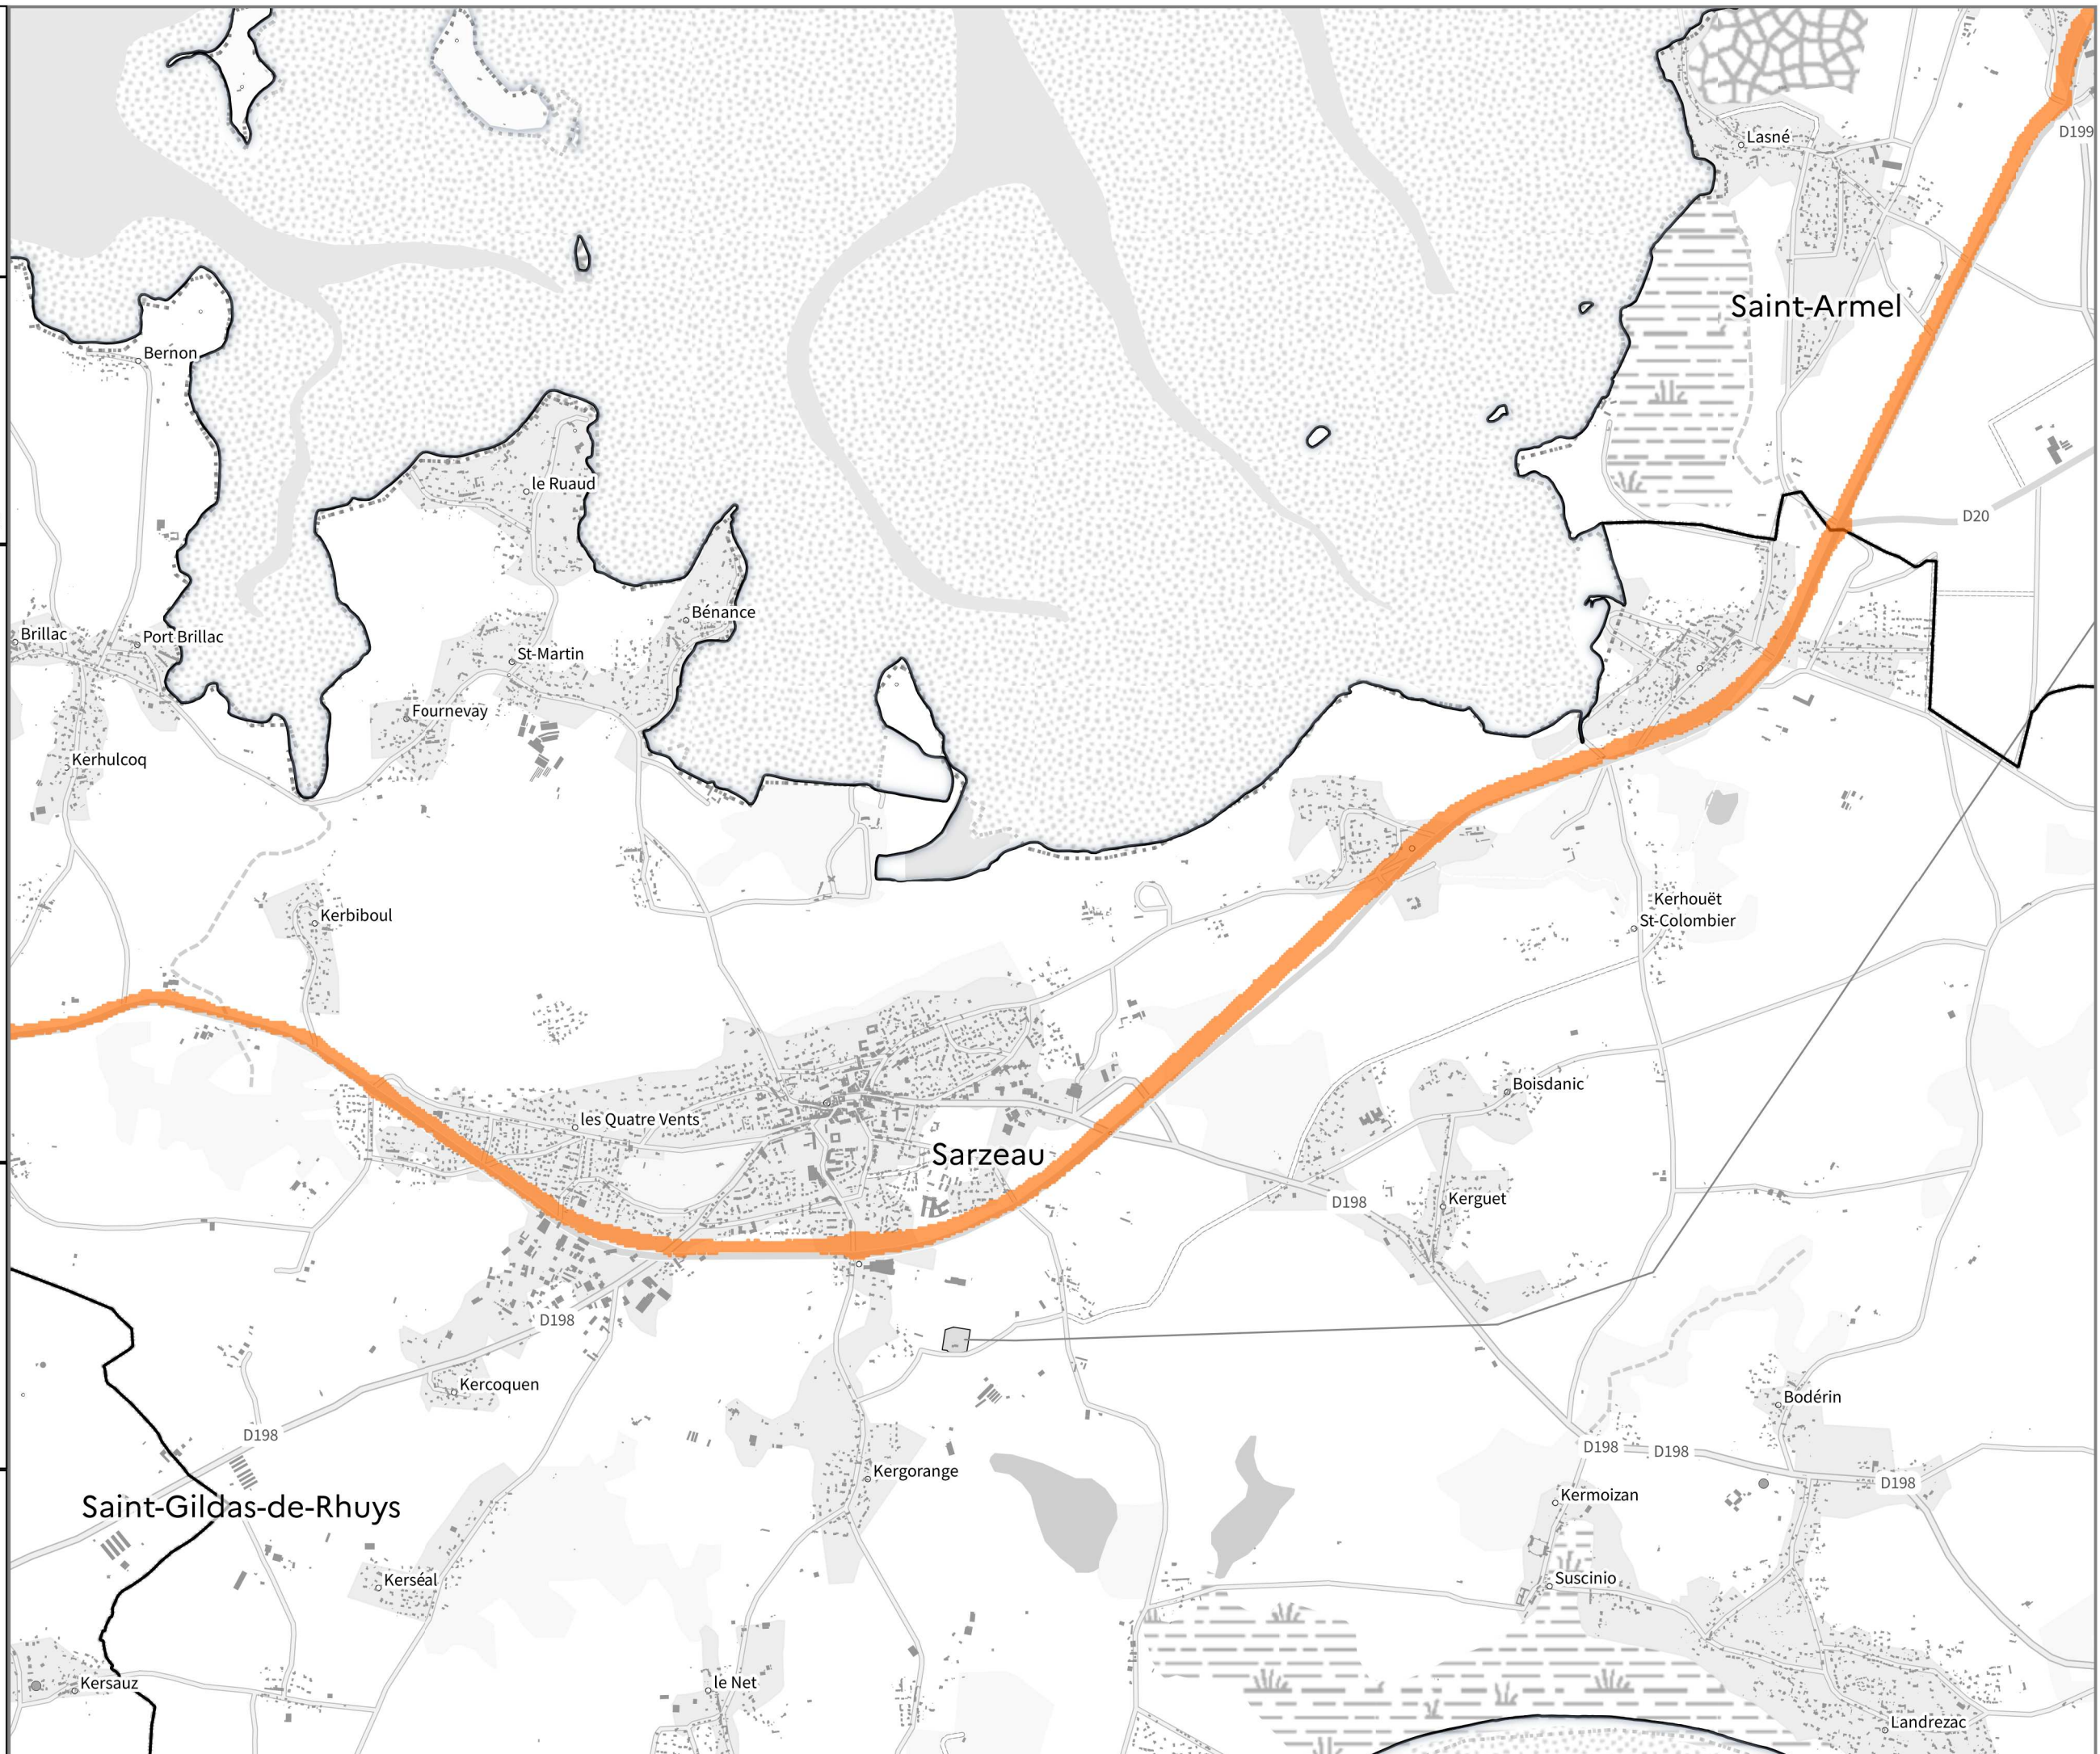 D199
Lasné
Saint-Armel
Bernon
le Ruaud
D20
Bénance
Brillac
Port Brillac
St-Martin
Fournevay
Kerhulcoq
Kerhouët
St-Colombier
Kerbiboul
Boisdanic
les Quatre Vents
Sarzeau
D198
Kerguet
D198
Kercoquen
Bodérin
D198
D198
D198
D198
Kergorange
Kermoizan
Saint-Gildas-de-Rhuys
Kerséal
Suscinio
Kersauz
le Net
Landrezac